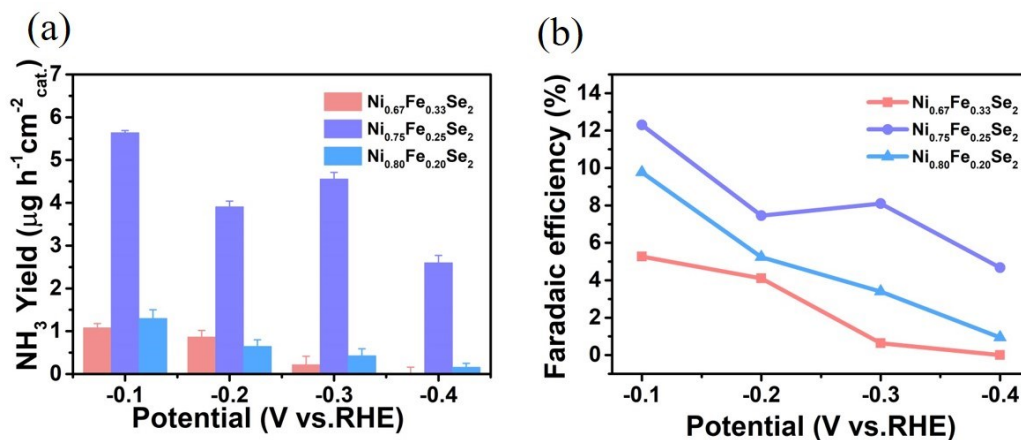 (a)
NH₃ Yield (μg h⁻¹cm⁻² cat.)
7
6
5
4
3
2
1
0
Ni₀.₆₇Fe₀.₃₃Se₂
Ni₀.₇₅Fe₀.₂₅Se₂
Ni₀.₈₀Fe₀.₂₀Se₂
-0.1 -0.2 -0.3 -0.4
Potential (V vs.RHE)
(b)
Faradaic efficiency (%)
14
12
10
8
6
4
2
0
Ni₀.₆₇Fe₀.₃₃Se₂
Ni₀.₇₅Fe₀.₂₅Se₂
Ni₀.₈₀Fe₀.₂₀Se₂
-0.1 -0.2 -0.3 -0.4
Potential (V vs.RHE)